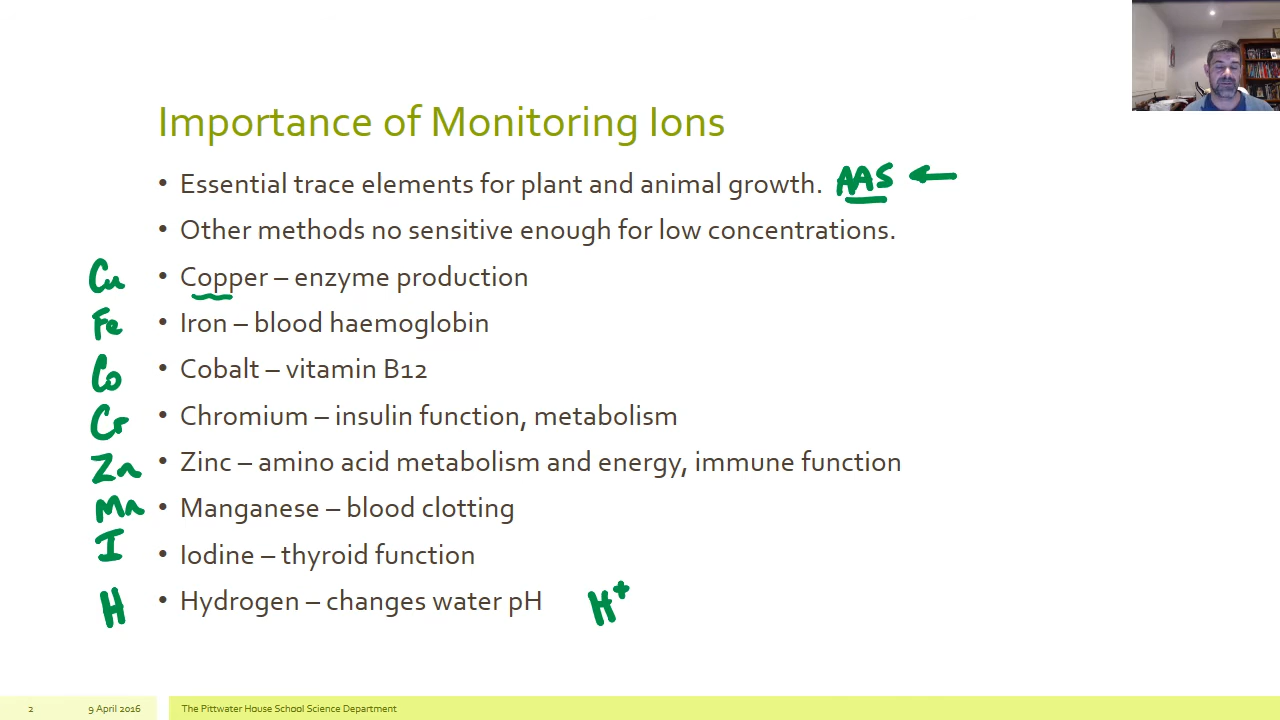 Importance of Monitoring Ions
• Essential trace elements for plant and animal growth. AAS ←
• Other methods no sensitive enough for low concentrations.
Cu • Copper – enzyme production
Fe • Iron – blood haemoglobin
Co • Cobalt – vitamin B12
Cr • Chromium – insulin function, metabolism
Zn • Zinc – amino acid metabolism and energy, immune function
Mn • Manganese – blood clotting
I • Iodine – thyroid function
H • Hydrogen – changes water pH H+
2 9 April 2016 The Pittwater House School Science Department